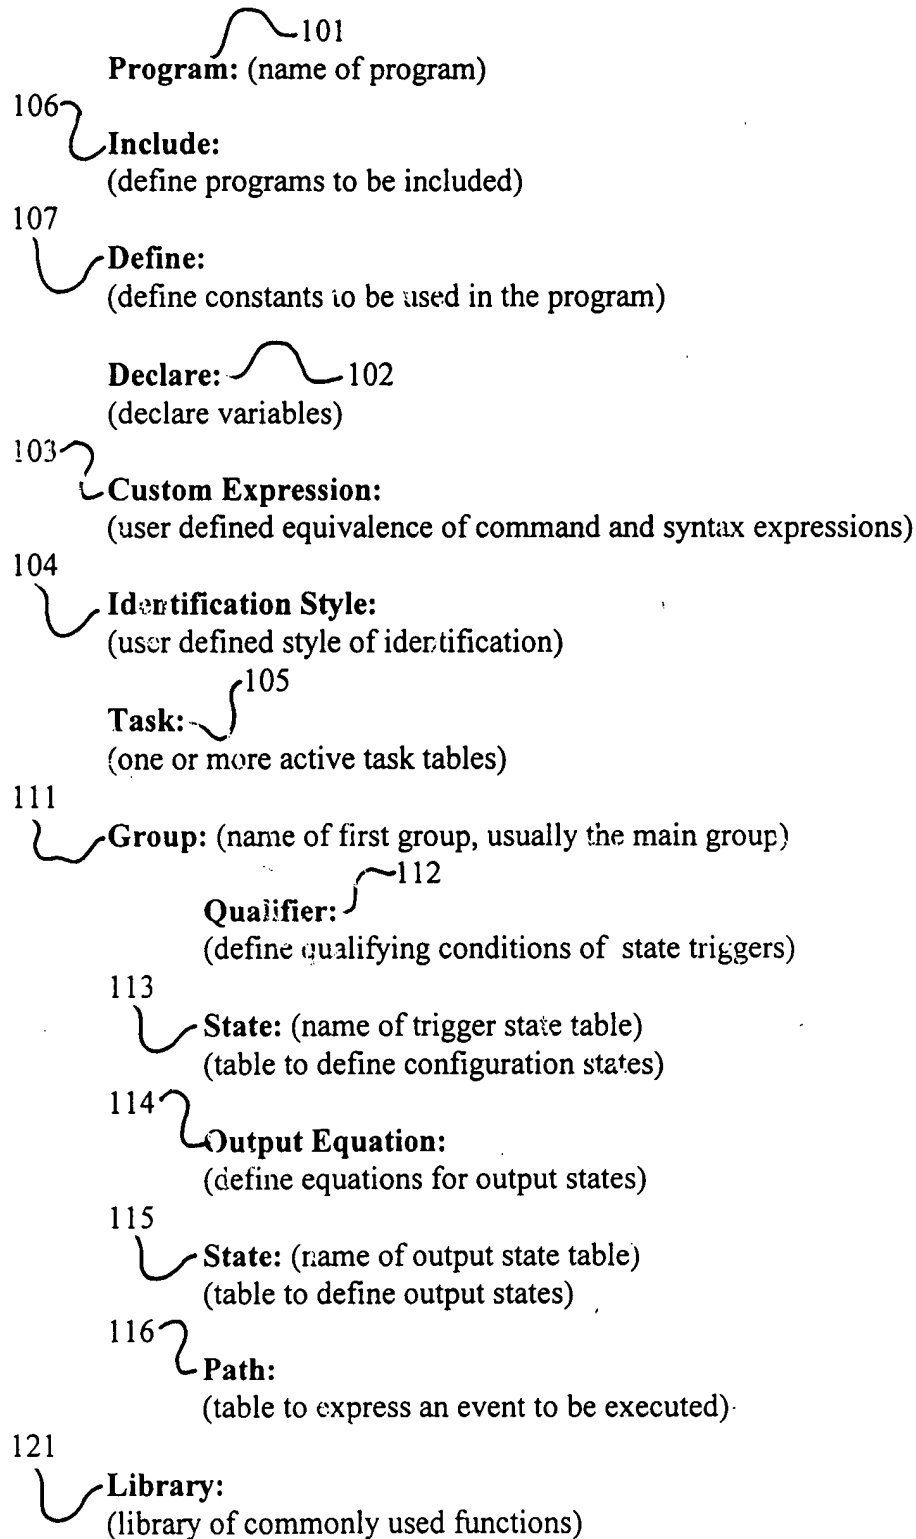 101
Program: (name of program)
106
Include:
(define programs to be included)
107
Define:
(define constants to be used in the program)
Declare: 102
(declare variables)
103
Custom Expression:
(user defined equivalence of command and syntax expressions)
104
Identification Style:
(user defined style of identification)
105
Task:
(one or more active task tables)
111
Group: (name of first group, usually the main group)
112
Qualifier:
(define qualifying conditions of state triggers)
113
State: (name of trigger state table)
(table to define configuration states)
114
Output Equation:
(define equations for output states)
115
State: (name of output state table)
(table to define output states)
116
Path:
(table to express an event to be executed)
121
Library:
(library of commonly used functions)